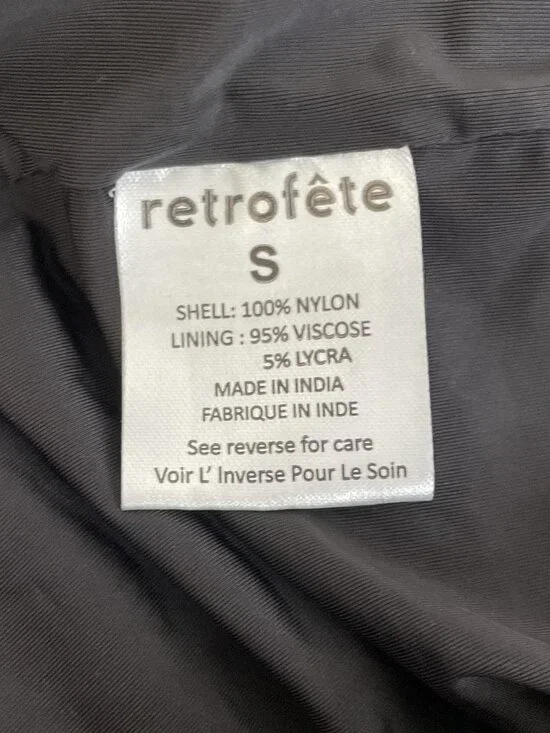 retrofête
S
SHELL: 100% NYLON
LINING : 95% VISCOSE
5% LYCRA
MADE IN INDIA
FABRIQUE IN INDE
See reverse for care
Voir L' Inverse Pour Le Soin